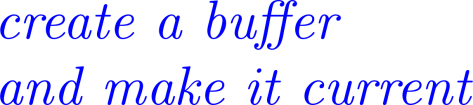 create a buffer
and make it current